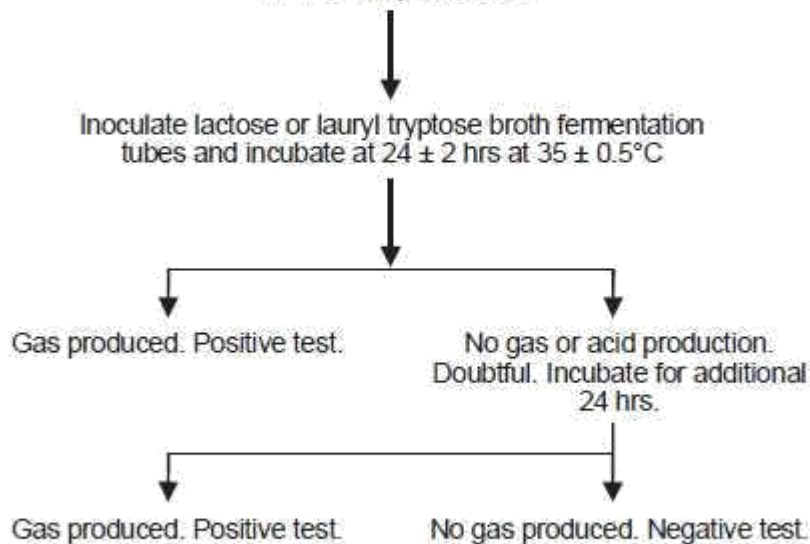 Inoculate lactose or lauryl tryptose broth fermentation
tubes and incubate at 24 ± 2 hrs at 35 ± 0.5°C
Gas produced. Positive test.
No gas or acid production.
Doubtful. Incubate for additional
24 hrs.
Gas produced. Positive test.
No gas produced. Negative test.